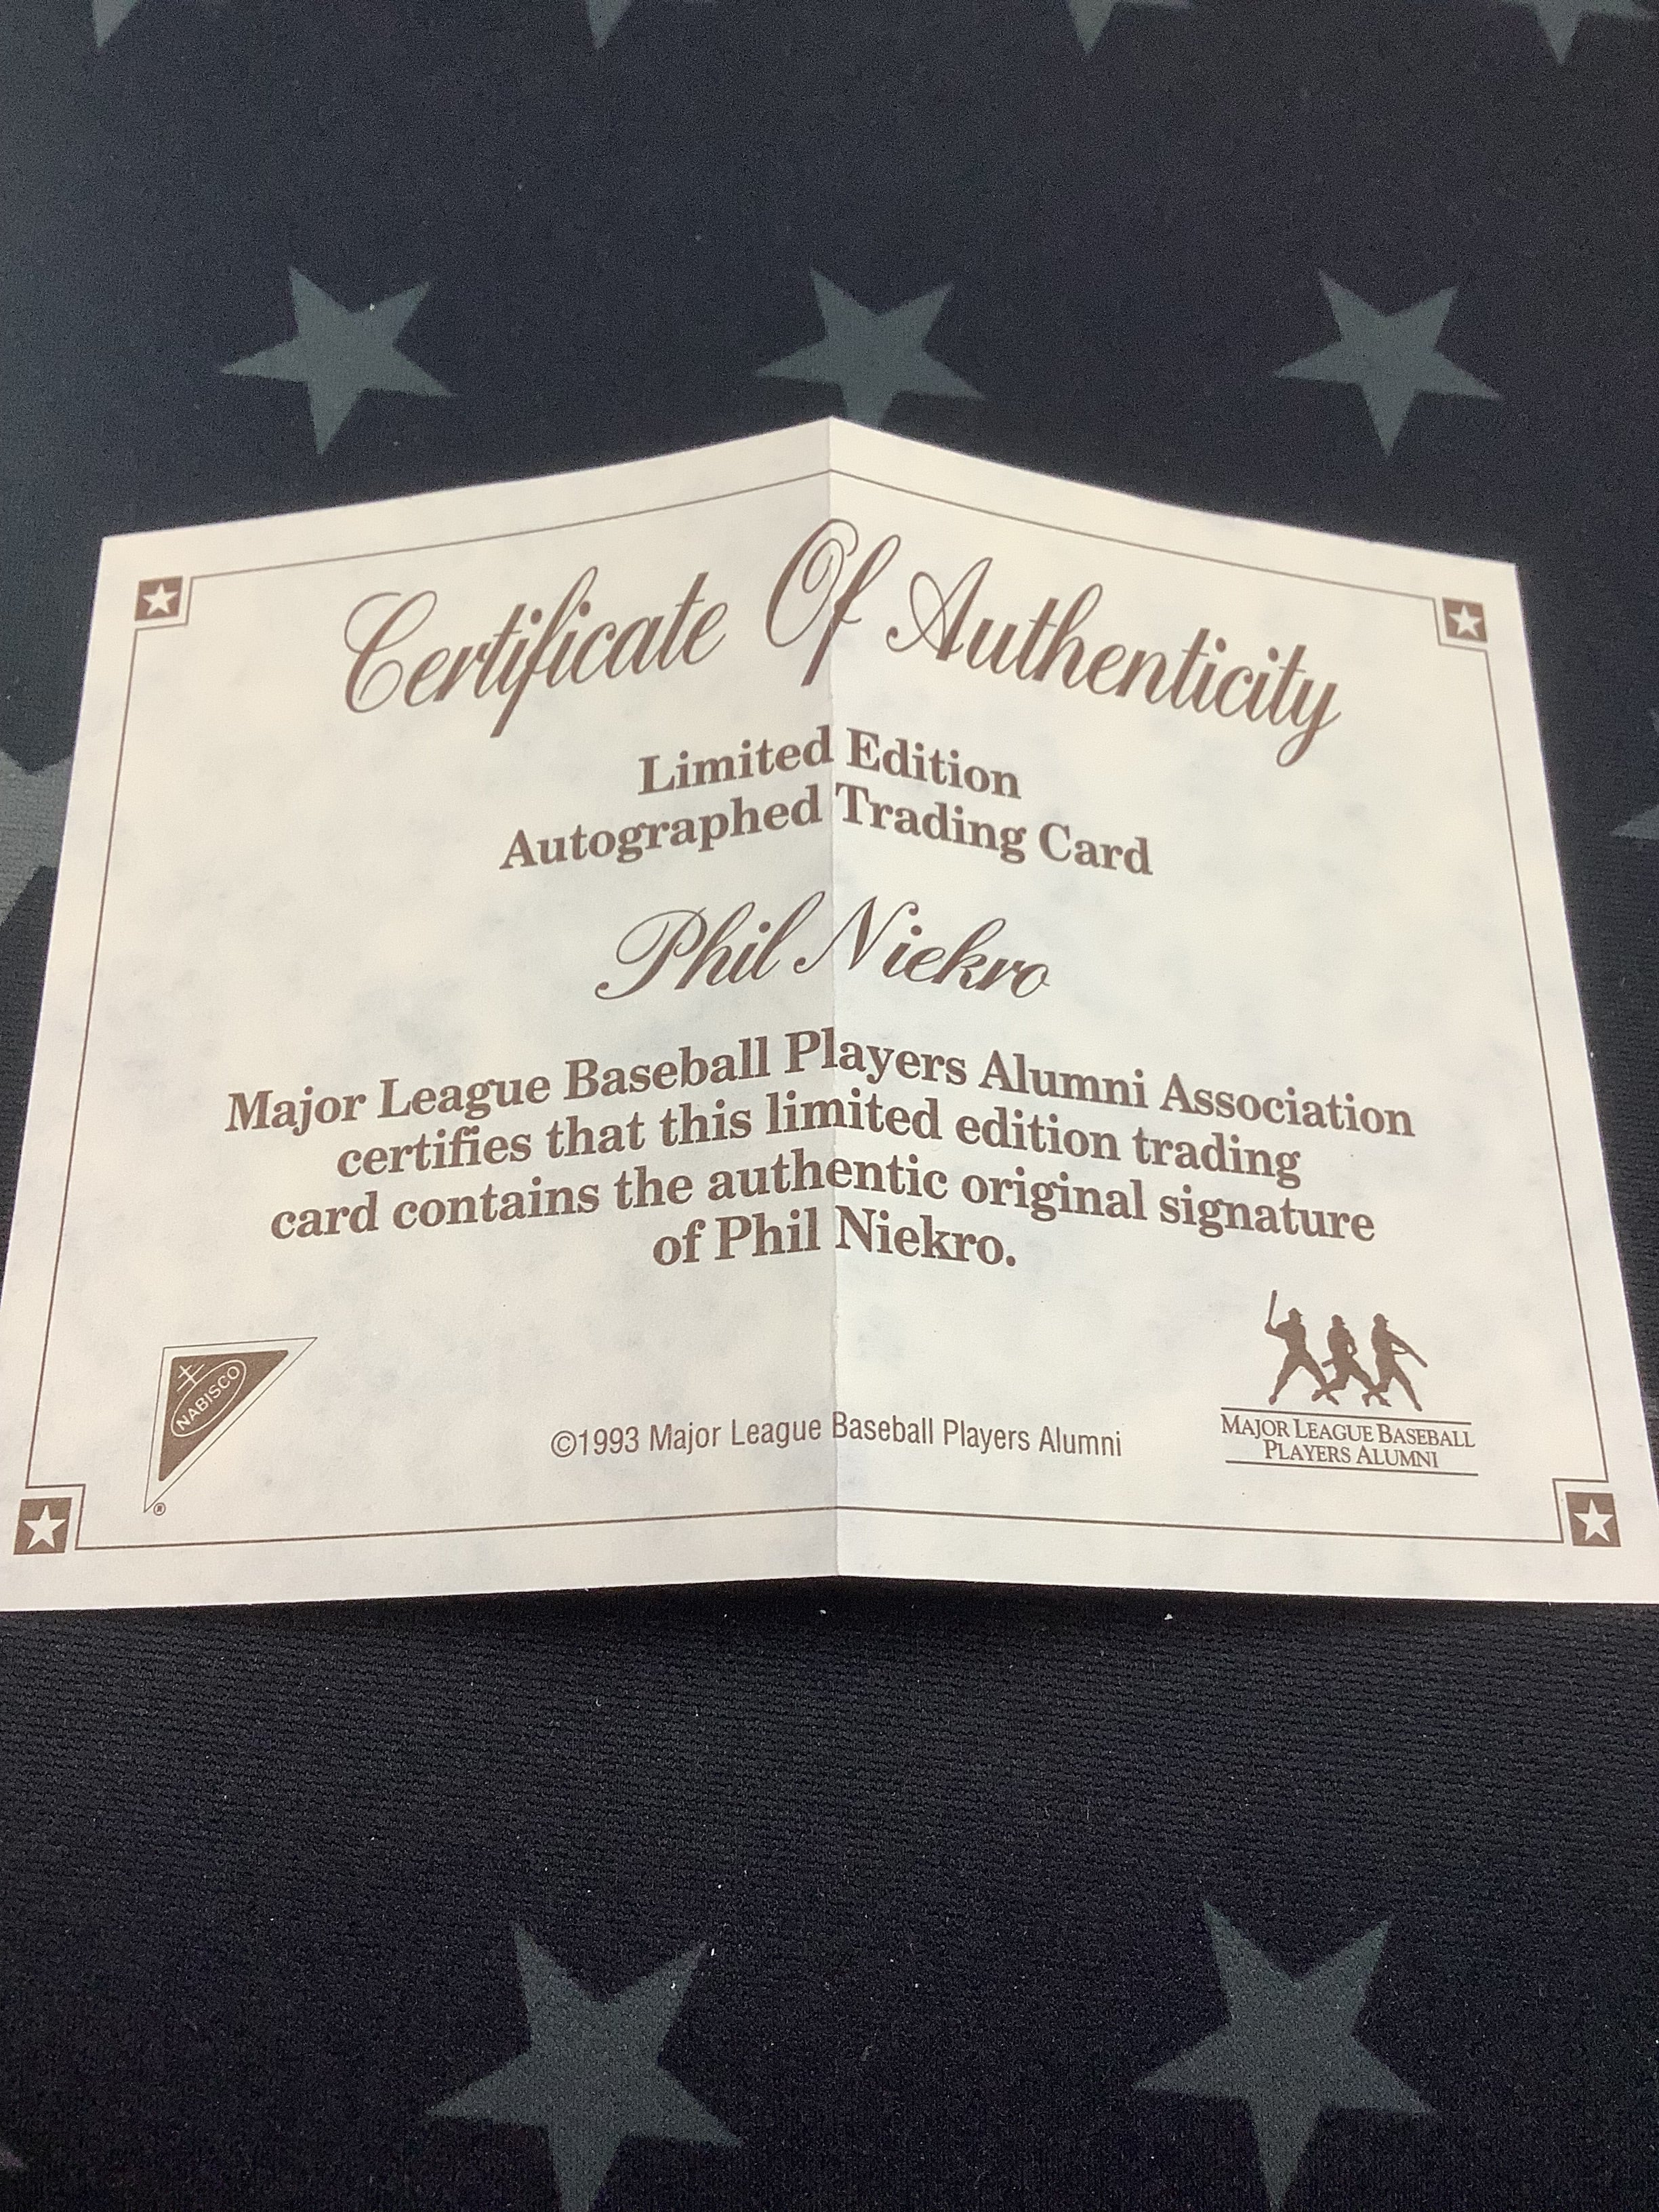 Certificate Of Authenticity
Limited Edition
Autographed Trading Card
Phil Niekro
Major League Baseball Players Alumni Association
certifies that this limited edition trading
card contains the authentic original signature
of Phil Niekro.
NABISCO
®
©1993 Major League Baseball Players Alumni
MAJOR LEAGUE BASEBALL
PLAYERS ALUMNI